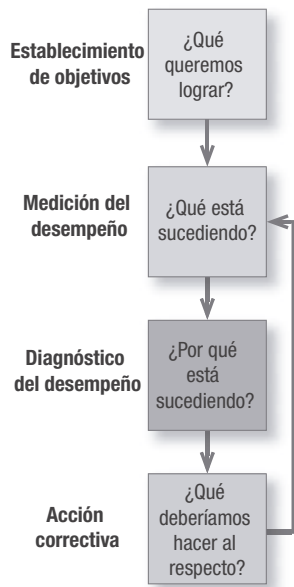 Establecimiento
de objetivos
¿Qué
queremos
lograr?
Medición del
desempeño
¿Qué está
sucediendo?
Diagnóstico
del desempeño
¿Por qué
está
sucediendo?
Acción
correctiva
¿Qué
deberíamos
hacer al
respecto?